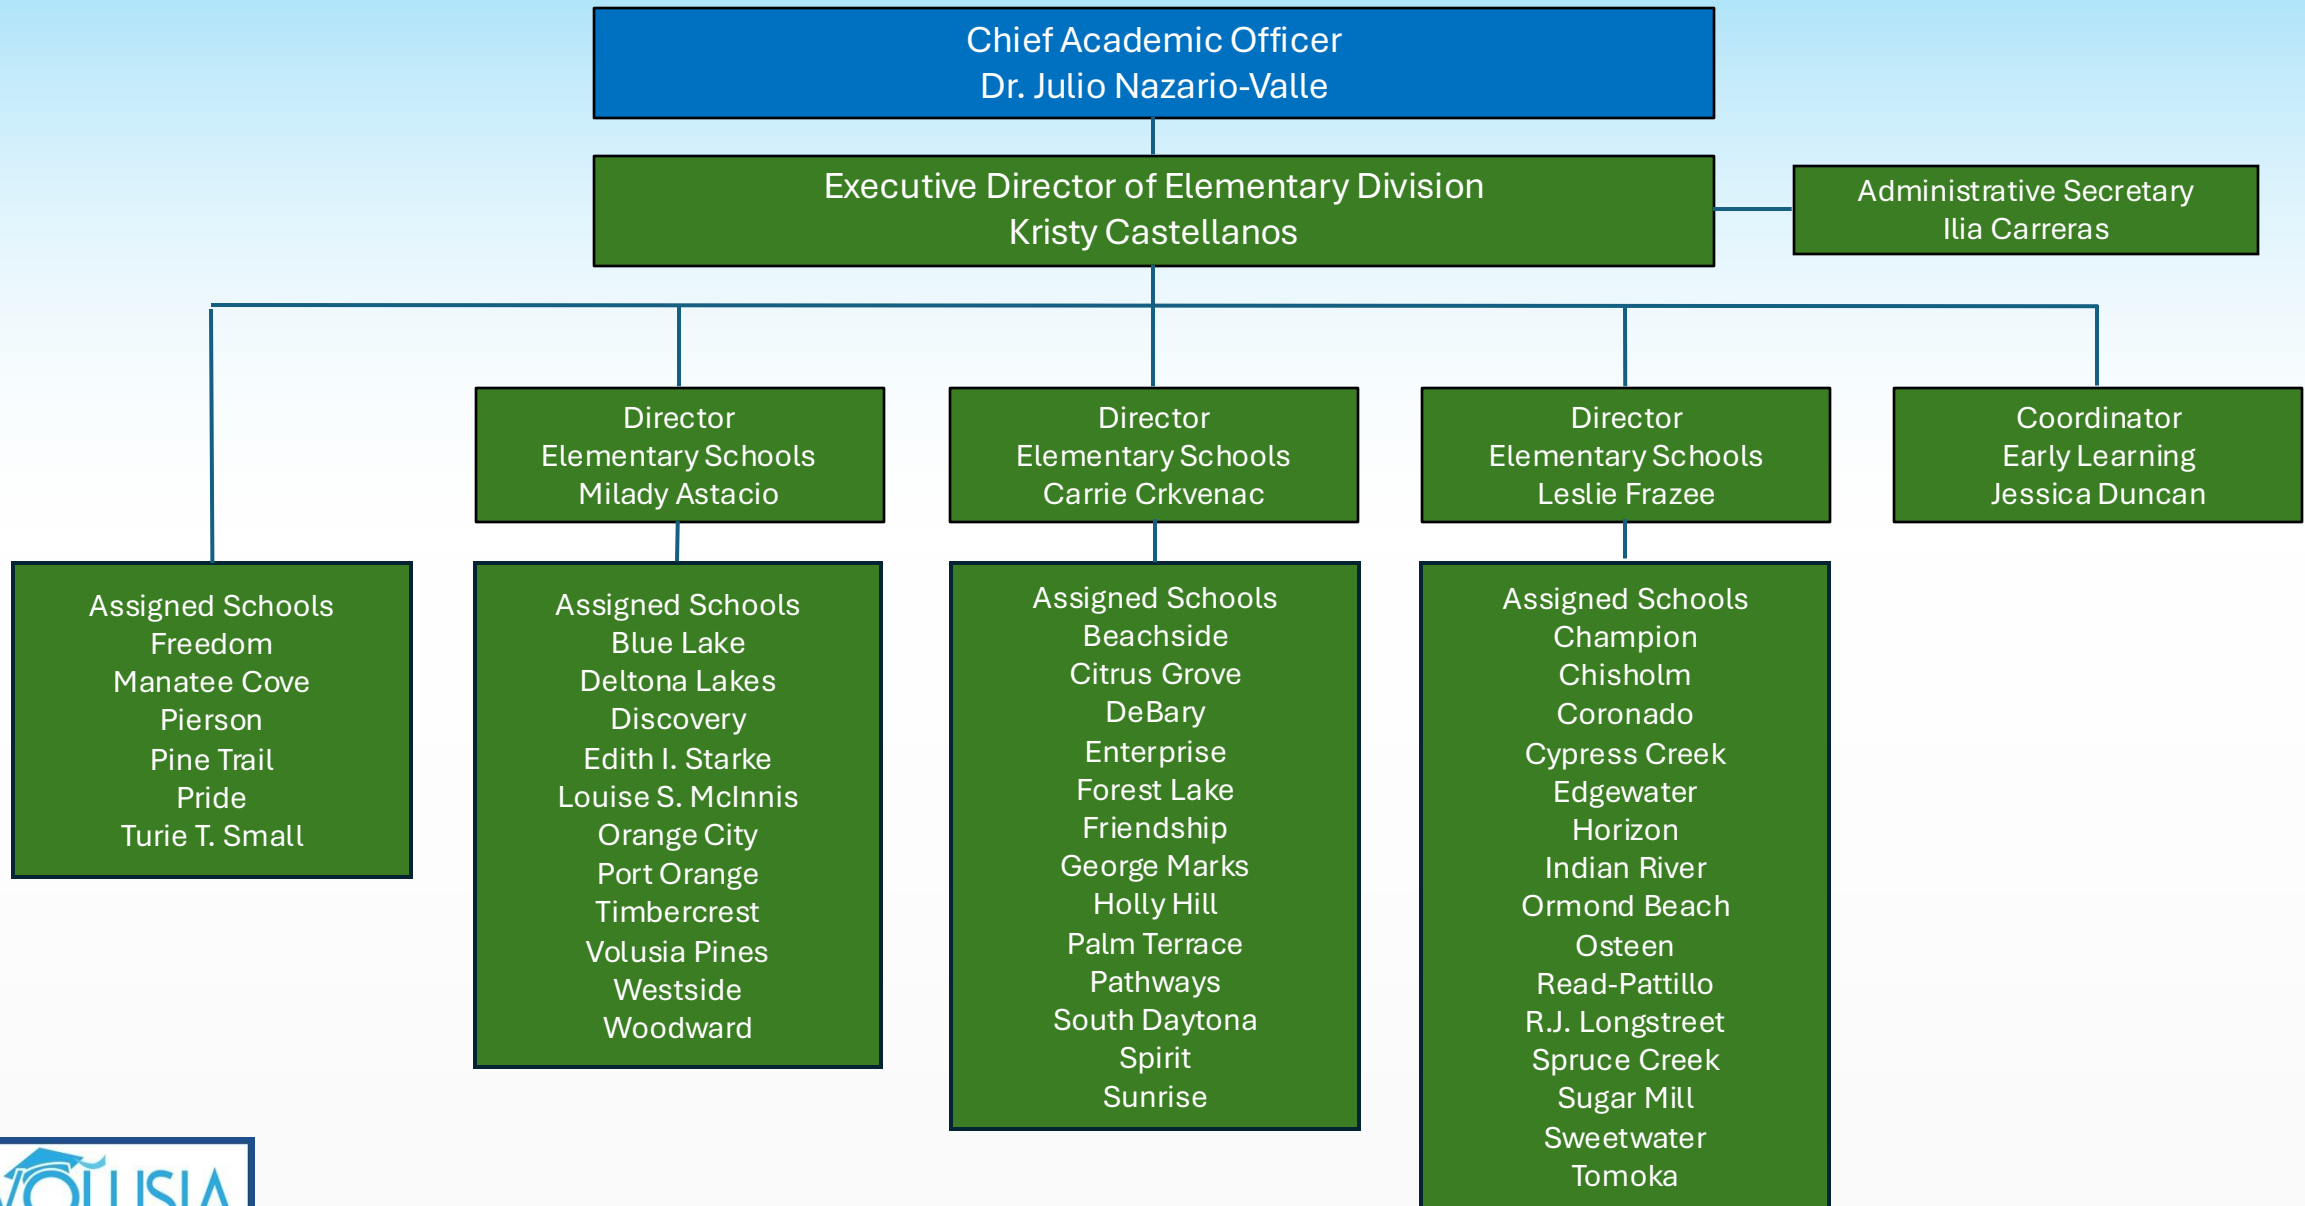 Chief Academic Officer
Dr. Julio Nazario-Valle
Executive Director of Elementary Division
Kristy Castellanos
Administrative Secretary
Ilia Carreras
Director
Elementary Schools
Milady Astacio
Director
Elementary Schools
Carrie Crkvenac
Director
Elementary Schools
Leslie Frazee
Coordinator
Early Learning
Jessica Duncan
Assigned Schools
Freedom
Manatee Cove
Pierson
Pine Trail
Pride
Turie T. Small
Assigned Schools
Blue Lake
Deltona Lakes
Discovery
Edith I. Starke
Louise S. McInnis
Orange City
Port Orange
Timbercrest
Volusia Pines
Westside
Woodward
Assigned Schools
Beachside
Citrus Grove
DeBary
Enterprise
Forest Lake
Friendship
George Marks
Holly Hill
Palm Terrace
Pathways
South Daytona
Spirit
Sunrise
Assigned Schools
Champion
Chisholm
Coronado
Cypress Creek
Edgewater
Horizon
Indian River
Ormond Beach
Osteen
Read-Pattillo
R.J. Longstreet
Spruce Creek
Sugar Mill
Sweetwater
Tomoka
VOLUSIA